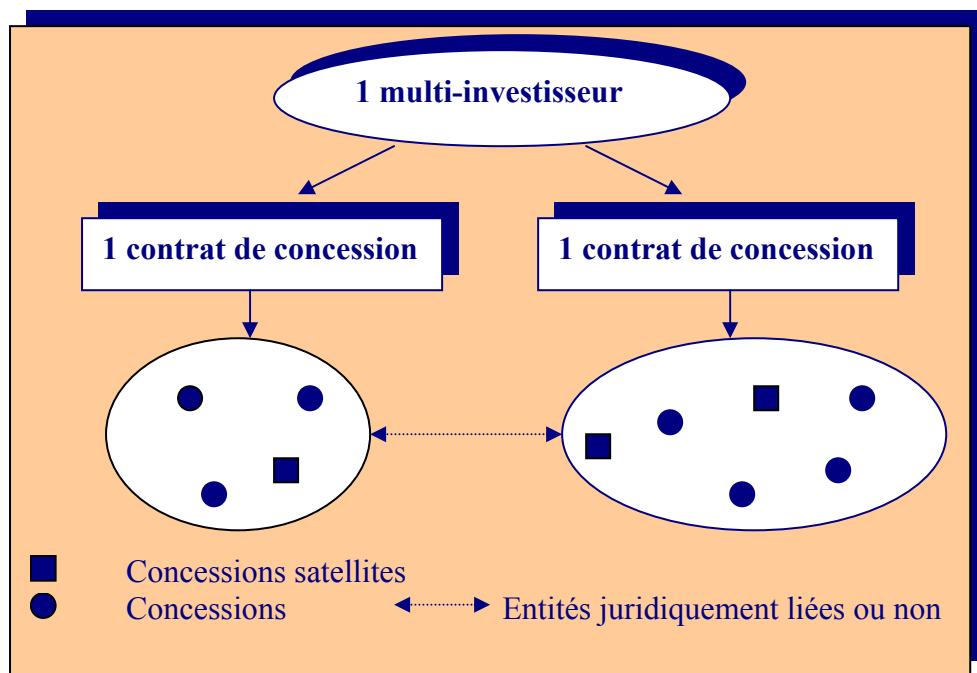 1 multi-investisseur
1 contrat de concession
1 contrat de concession
Concessions satellites
Concessions
Entités juridiquement liées ou non